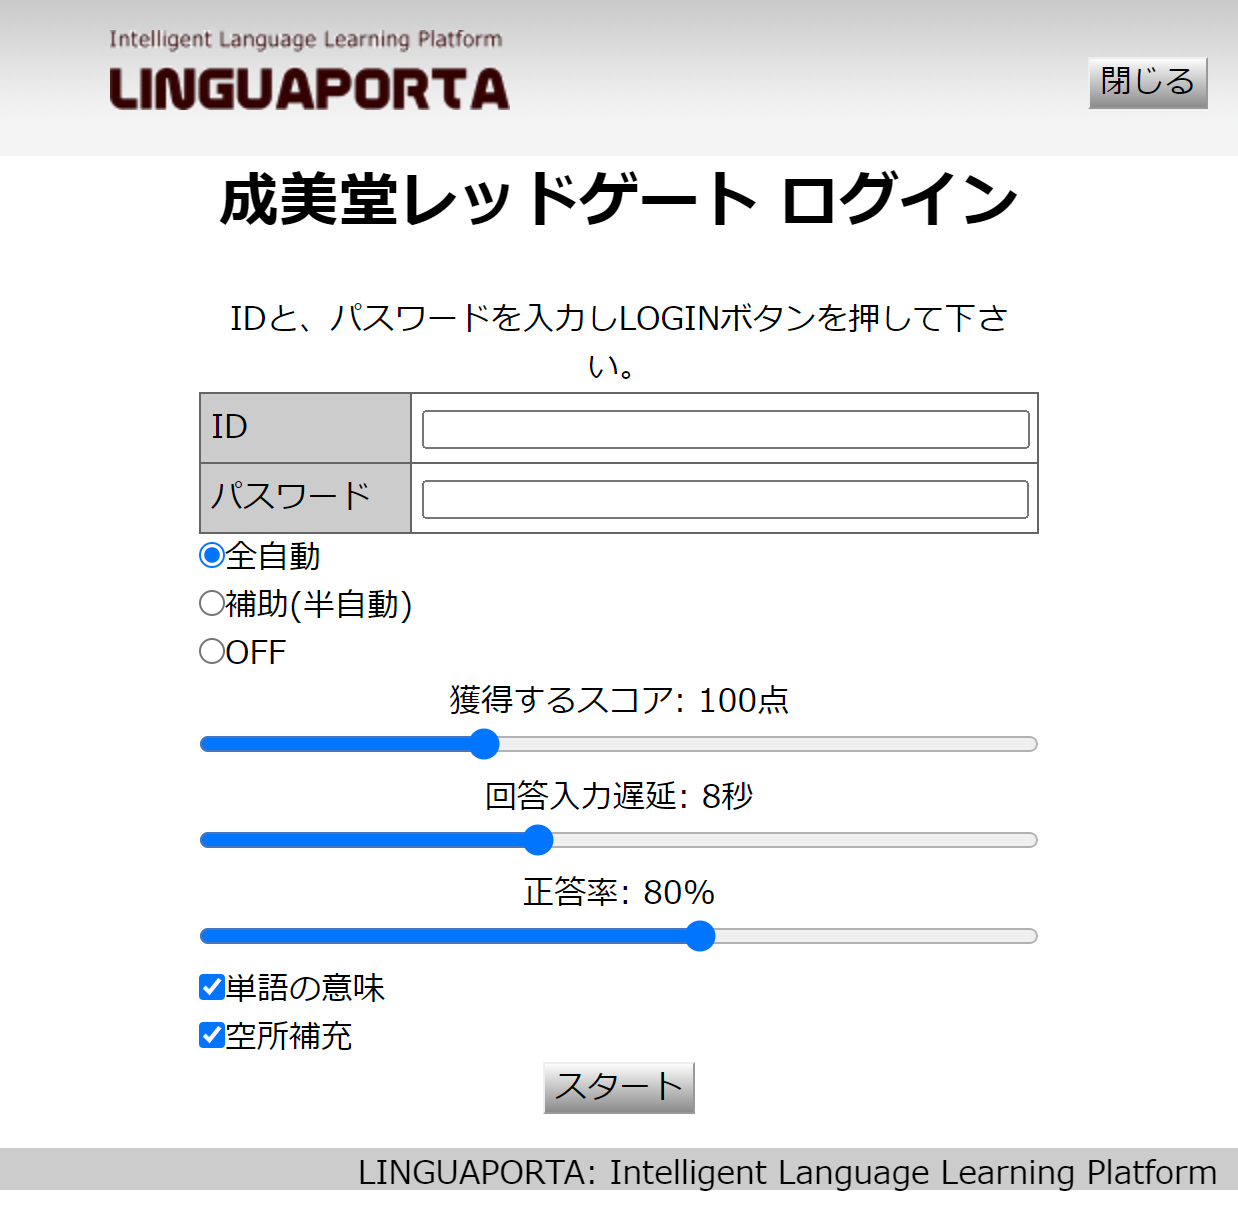 Intelligent Language Learning Platform
LINGUAPORTA
閉じる
成美堂レッドゲート ログイン
IDと、パスワードを入力しLOGINボタンを押して下さ
い。
ID
パスワード
全自動
補助(半自動)
OFF
獲得するスコア: 100点
回答入力遅延: 8秒
正答率: 80%
単語の意味
空所補充
スタート
LINGUAPORTA: Intelligent Language Learning Platform